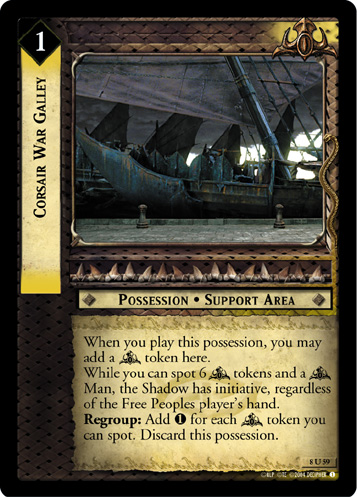 1
Corsair War Galley
Possession • Support Area
When you play this possession, you may
add a token here.
While you can spot 6 tokens and a
Man, the Shadow has initiative, regardless
of the Free Peoples player's hand.
Regroup: Add 1 for each token you
can spot. Discard this possession.
8 U 59
©2004 DECIPHER